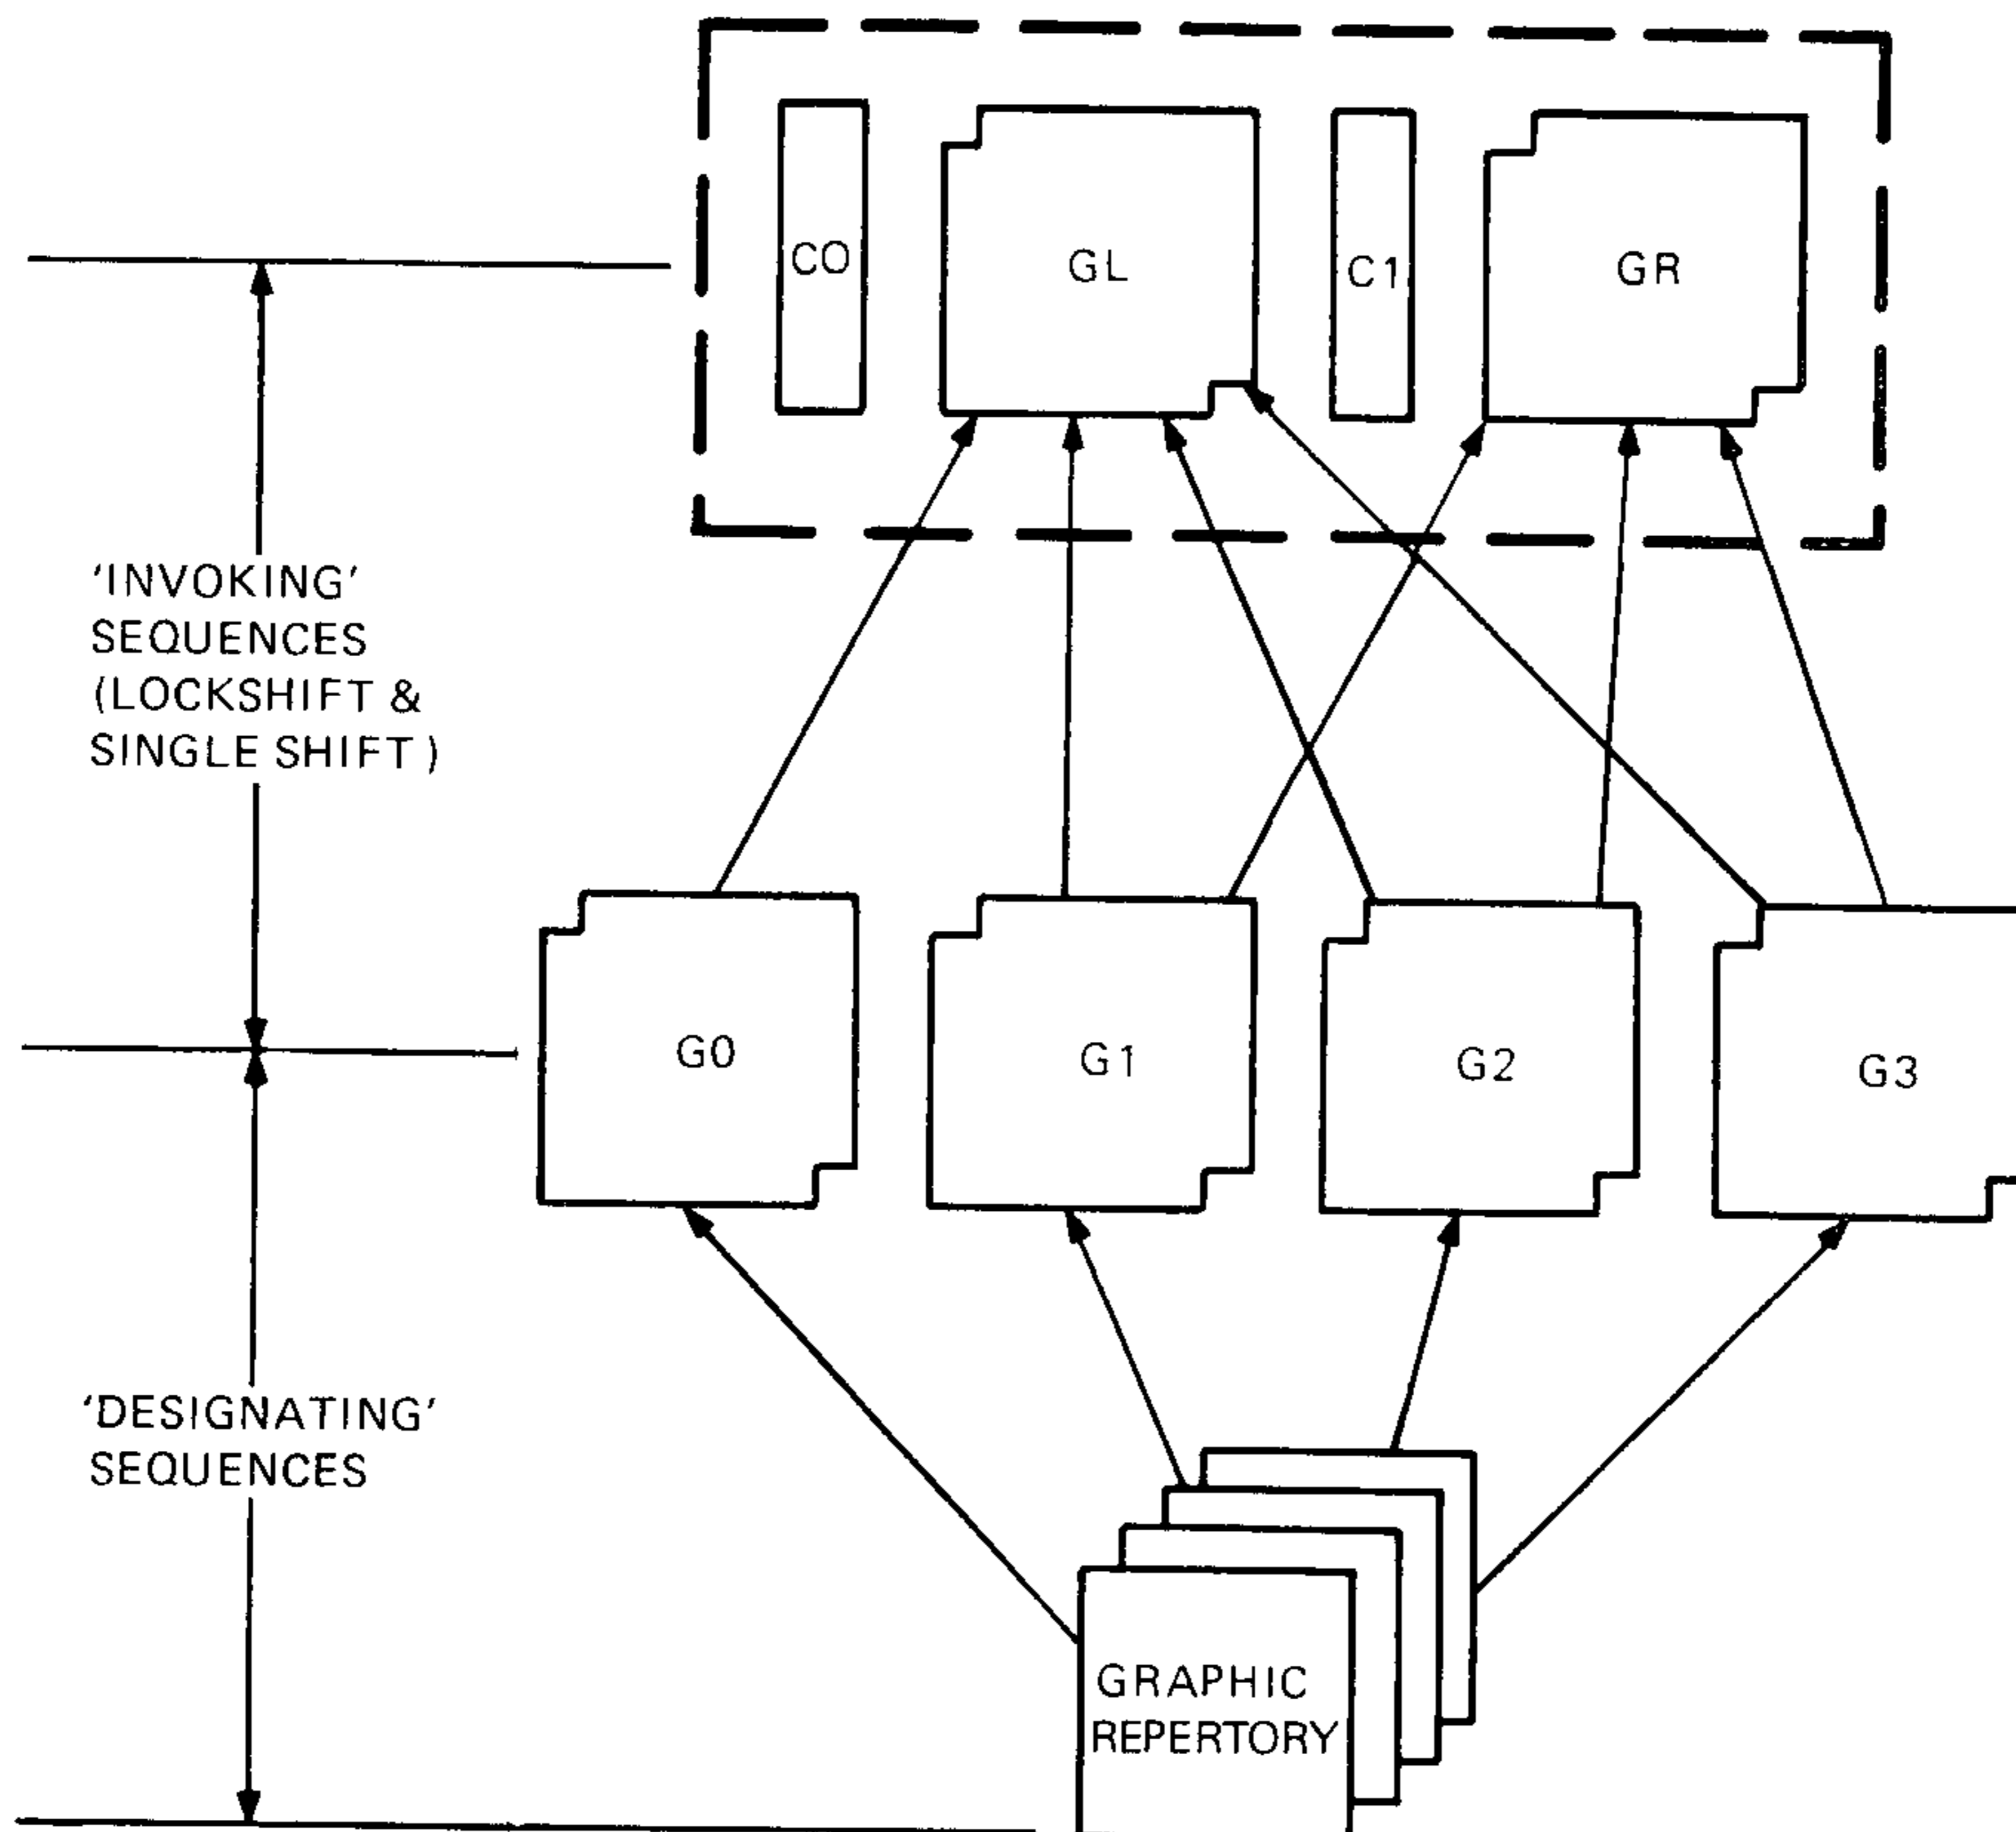 CO
GL
C1
GR
'INVOKING'
SEQUENCES
(LOCKSHIFT &
SINGLE SHIFT)
G0
G1
G2
G3
'DESIGNATING'
SEQUENCES
GRAPHIC
REPERTORY